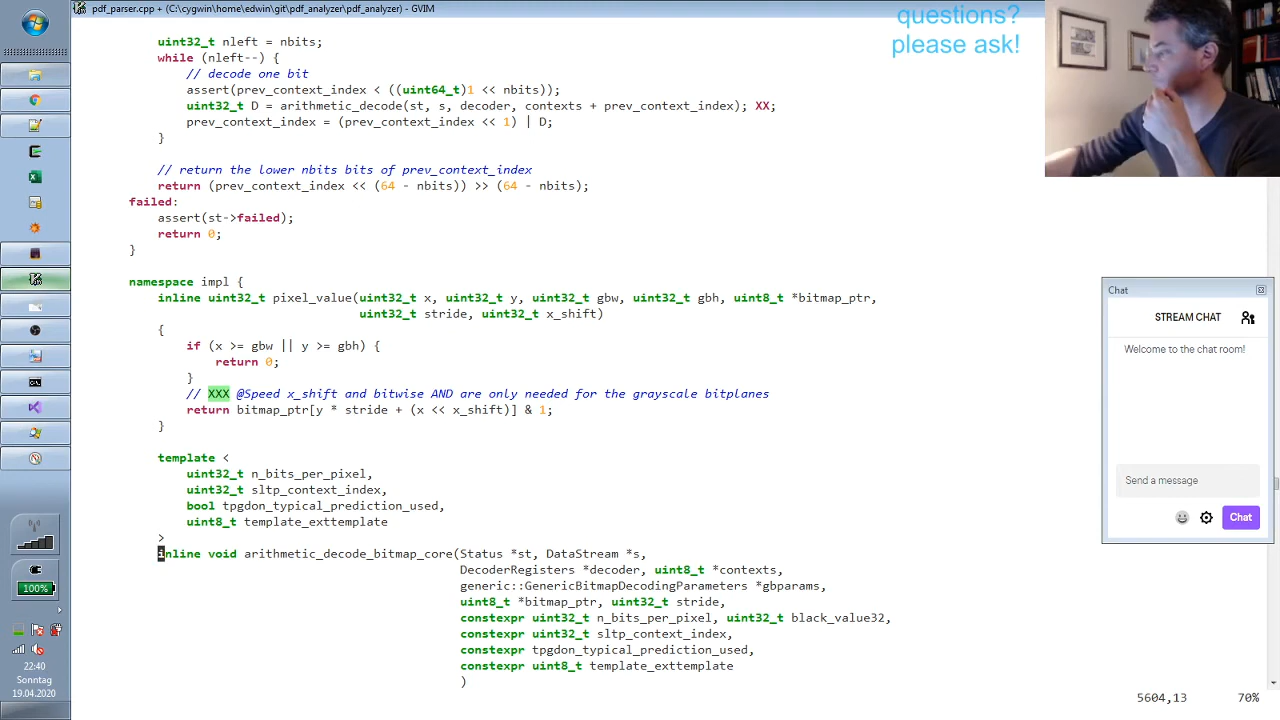 pdf_parser.cpp + (C:\cygwin\home\edwin\git\pdf_analyzer\pdf_analyzer) - GVIM
questions?
please ask!
uint32_t nleft = nbits;
while (nleft--) {
// decode one bit
assert(prev_context_index < ((uint64_t)1 << nbits));
uint32_t D = arithmetic_decode(st, s, decoder, contexts + prev_context_index); XX;
prev_context_index = (prev_context_index << 1) | D;
}
// return the lower nbits bits of prev_context_index
return (prev_context_index << (64 - nbits)) >> (64 - nbits);
failed:
assert(st->failed);
return 0;
}
namespace impl {
inline uint32_t pixel_value(uint32_t x, uint32_t y, uint32_t gbw, uint32_t gbh, uint8_t *bitmap_ptr,
uint32_t stride, uint32_t x_shift)
{
if (x >= gbw || y >= gbh) {
return 0;
}
// XXX @Speed x_shift and bitwise AND are only needed for the grayscale bitplanes
return bitmap_ptr[y * stride + (x << x_shift)] & 1;
}
template <
uint32_t n_bits_per_pixel,
uint32_t sltp_context_index,
bool tpgdon_typical_prediction_used,
uint8_t template_exttemplate
>
inline void arithmetic_decode_bitmap_core(Status *st, DataStream *s,
DecoderRegisters *decoder, uint8_t *contexts,
generic::GenericBitmapDecodingParameters *gbparams,
uint8_t *bitmap_ptr, uint32_t stride,
constexpr uint32_t n_bits_per_pixel, uint32_t black_value32,
constexpr uint32_t sltp_context_index,
constexpr tpgdon_typical_prediction_used,
constexpr uint8_t template_exttemplate
)
5604,13 70%
Chat
STREAM CHAT
Welcome to the chat room!
Send a message
Chat
100%
22:40
Sonntag
19.04.2020